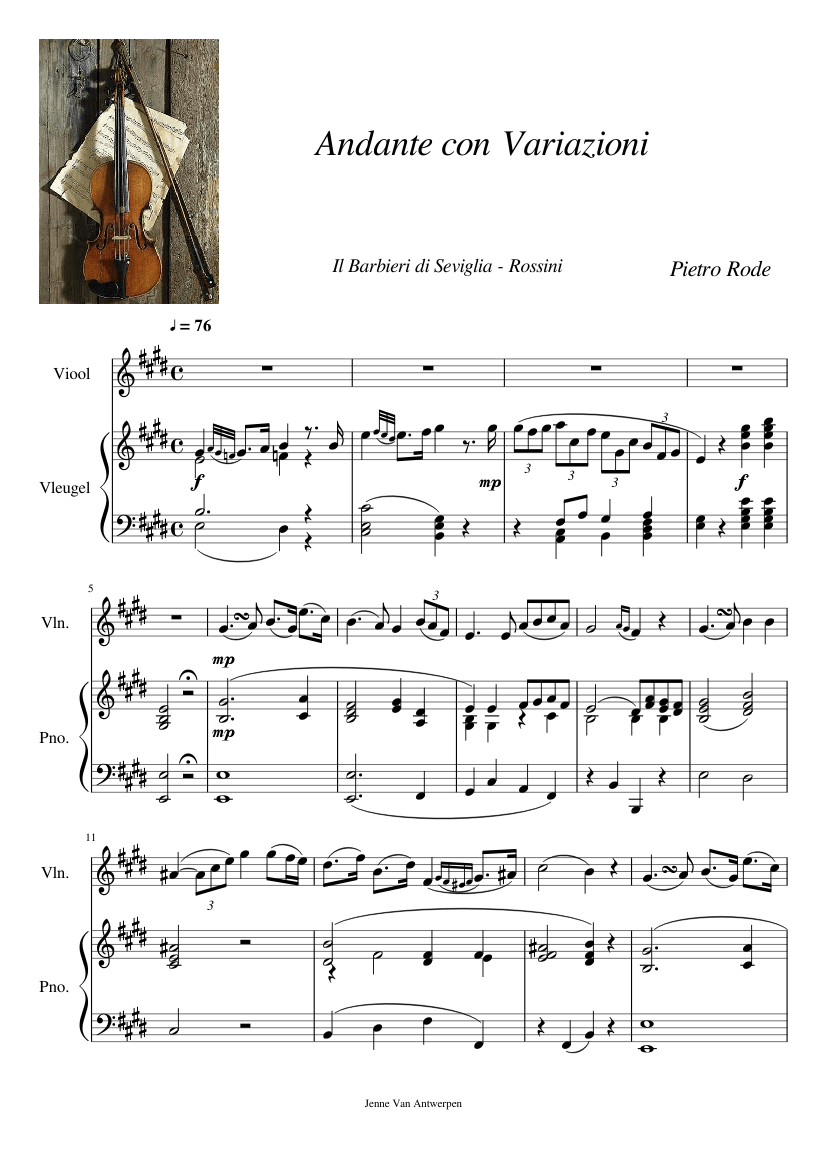 Andante con Variazioni
Il Barbieri di Seviglia - Rossini
Pietro Rode
♩ = 76
Viool
3
Vleugel
f
mp
3
3
3
f
5
Vln.
3
mp
Pno.
mp
11
Vln.
3
Pno.
Jenne Van Antwerpen